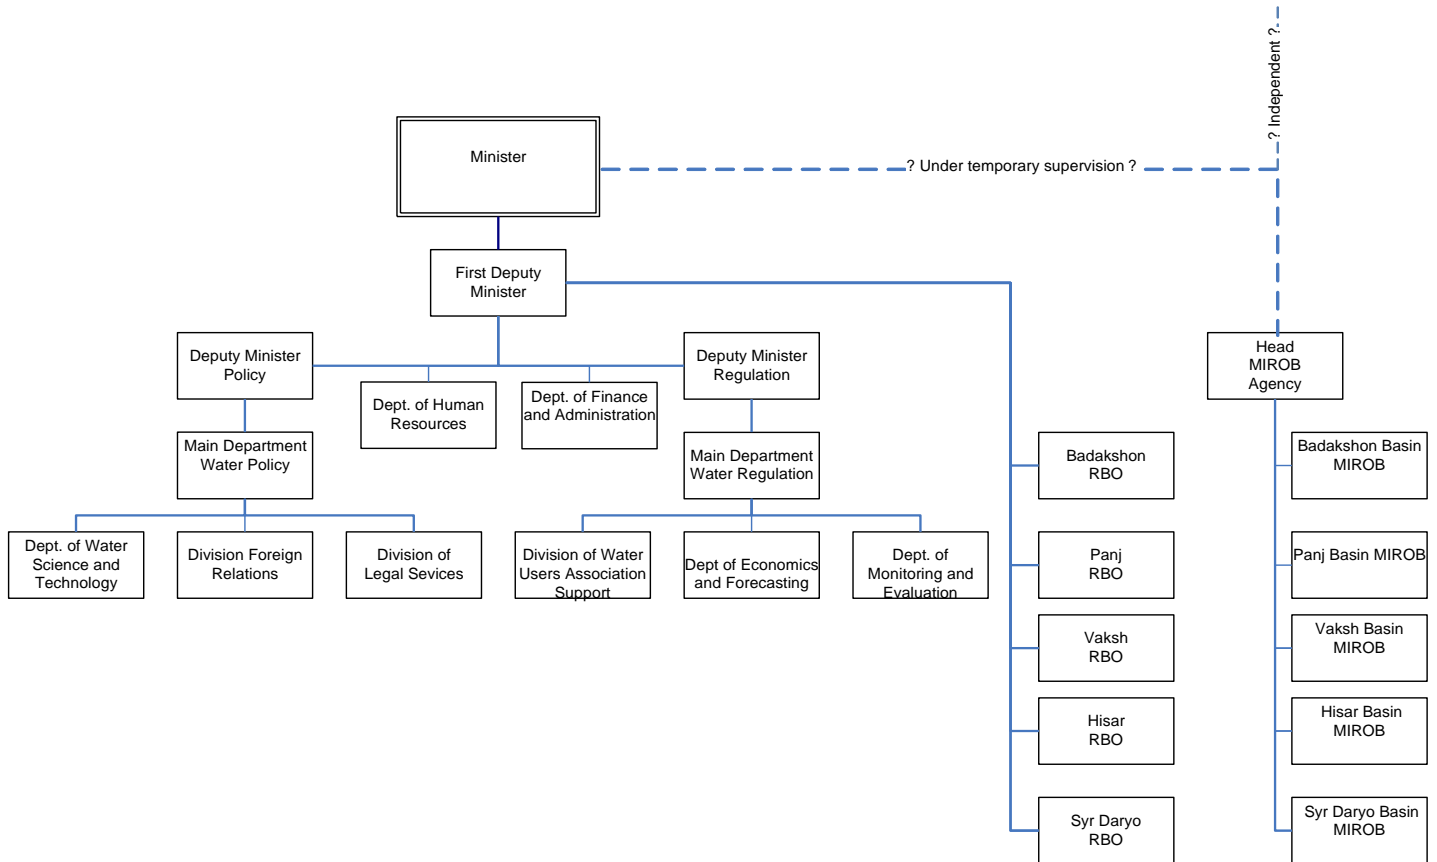 ? Independent ?
Minister
? Under temporary supervision ?
First Deputy
Minister
Deputy Minister
Policy
Deputy Minister
Regulation
Head
MIROB
Agency
Dept. of Human
Resources
Dept. of Finance
and Administration
Main Department
Water Policy
Main Department
Water Regulation
Badakshon
RBO
Badakshon Basin
MIROB
Dept. of Water
Science and
Technology
Division Foreign
Relations
Division of
Legal Sevices
Division of Water
Users Association
Support
Dept of Economics
and Forecasting
Dept. of
Monitoring and
Evaluation
Panj
RBO
Panj Basin MIROB
Vaksh
RBO
Vaksh Basin
MIROB
Hisar
RBO
Hisar Basin
MIROB
Syr Daryo
RBO
Syr Daryo Basin
MIROB